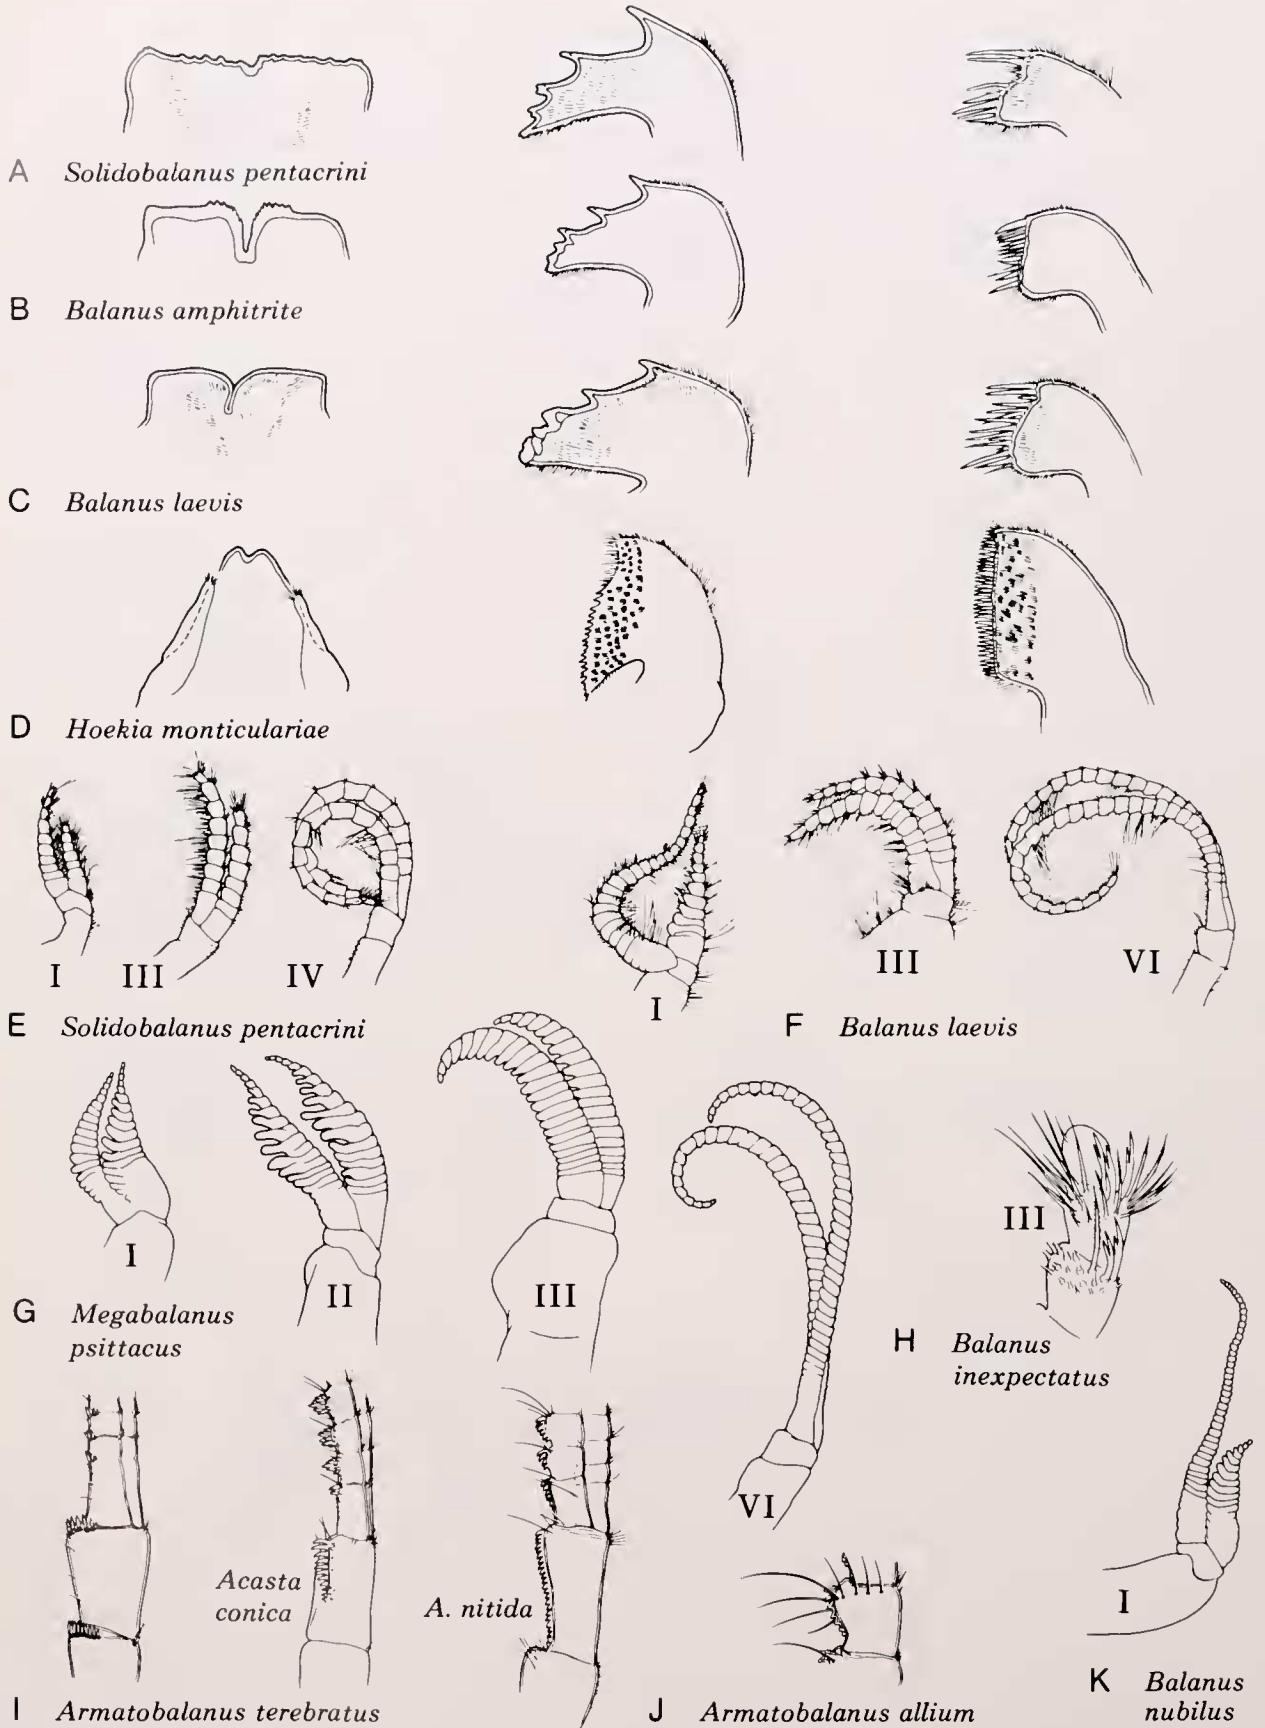 A Solidobalanus pentacrini
B Balanus amphitrite
C Balanus laevis
D Hoekia monticulariae
I III IV I III VI
E Solidobalanus pentacrini F Balanus laevis
I II III VI III I
G Megabalanus
psittacus
H Balanus
inexpectatus
Acasta
conica
A. nitida
I Armatobalanus terebratus
J Armatobalanus allium
K Balanus
nubilus